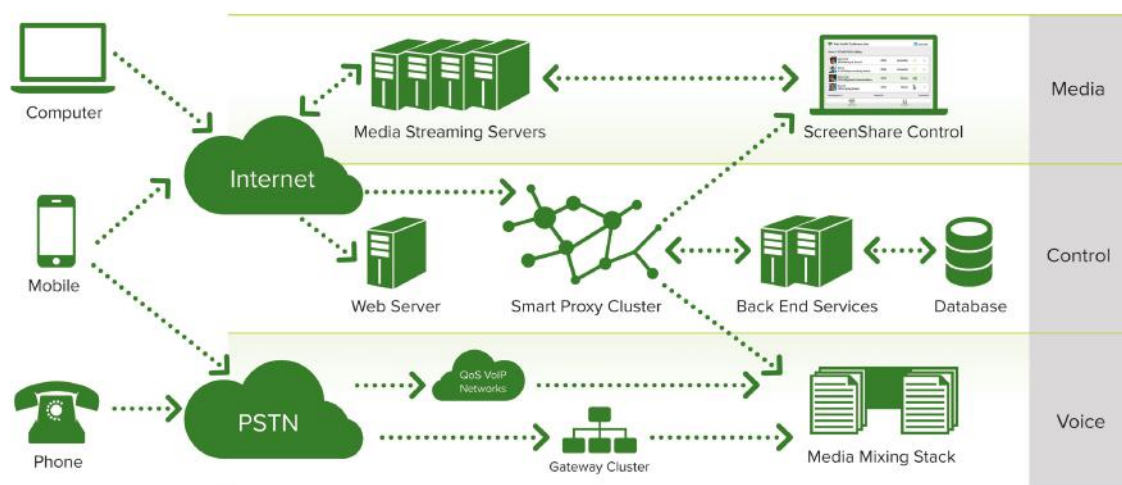 Computer
Media Streaming Servers
ScreenShare Control
Media
Internet
Mobile
Web Server
Smart Proxy Cluster
Back End Services
Database
Control
QoS VoIP
Networks
PSTN
Phone
Gateway Cluster
Media Mixing Stack
Voice